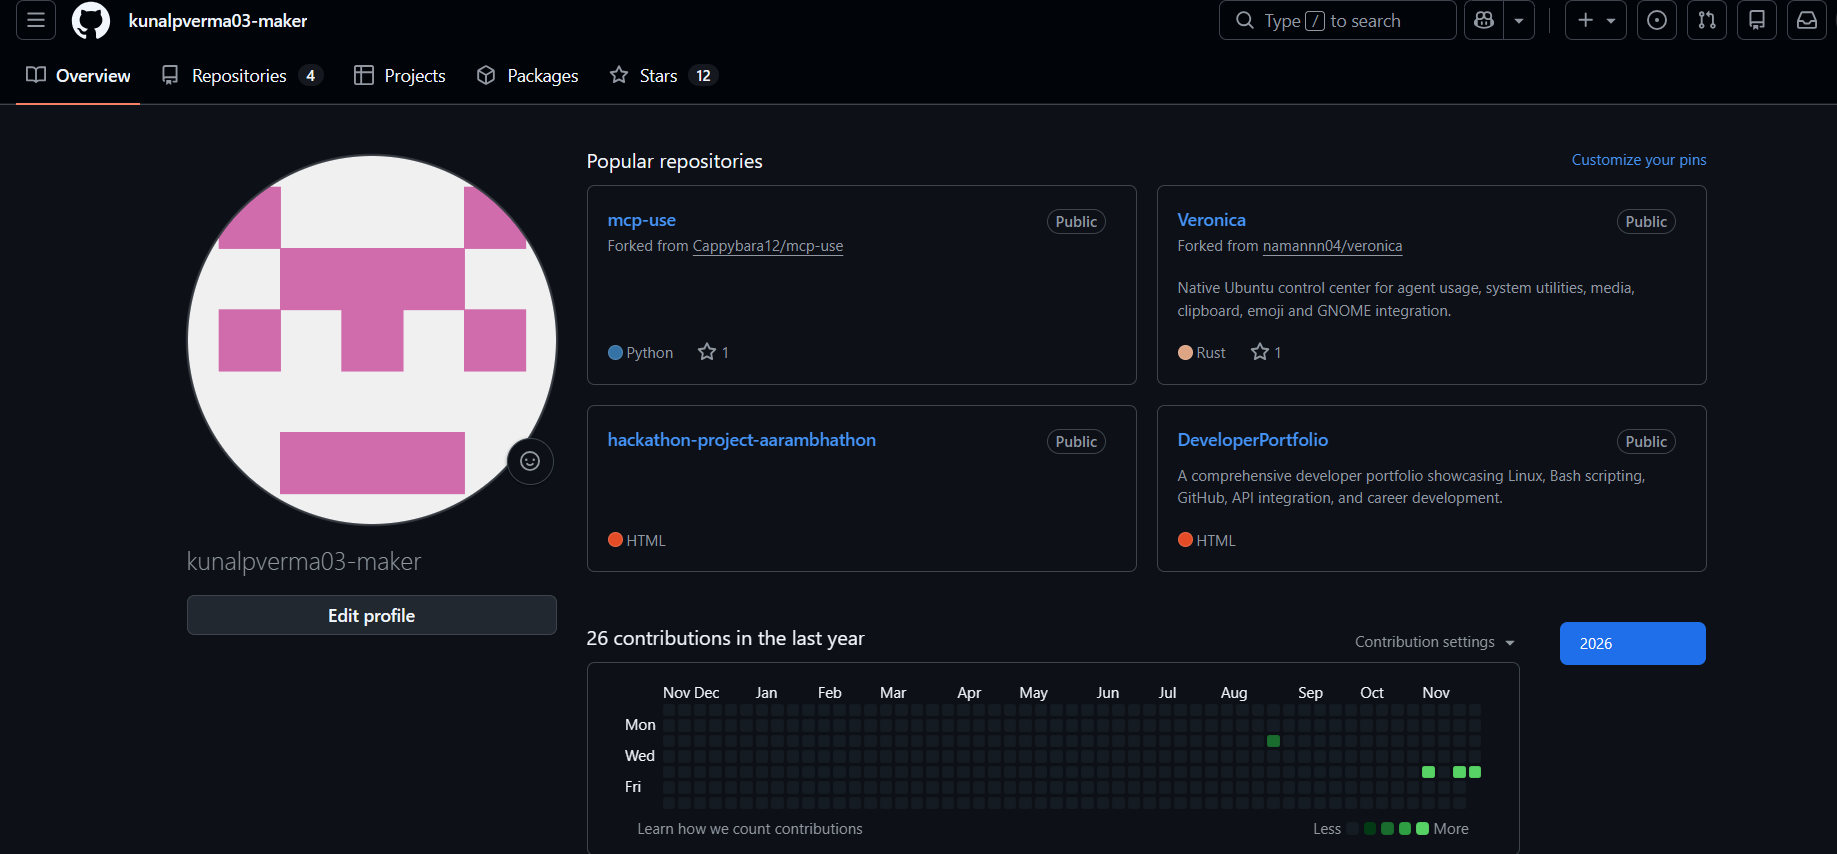 kunalpverma03-maker
Type / to search
Overview
Repositories 4
Projects
Packages
Stars 12
Popular repositories
Customize your pins
mcp-use
Public
Forked from Cappybara12/mcp-use
Python
1
Veronica
Public
Forked from namannn04/veronica
Native Ubuntu control center for agent usage, system utilities, media,
clipboard, emoji and GNOME integration.
Rust
1
hackathon-project-aarambhathon
Public
HTML
DeveloperPortfolio
Public
A comprehensive developer portfolio showcasing Linux, Bash scripting,
GitHub, API integration, and career development.
HTML
kunalpverma03-maker
Edit profile
26 contributions in the last year
Contribution settings
2026
Nov Dec Jan Feb Mar Apr May Jun Jul Aug Sep Oct Nov
Mon
Wed
Fri
Learn how we count contributions
Less
More